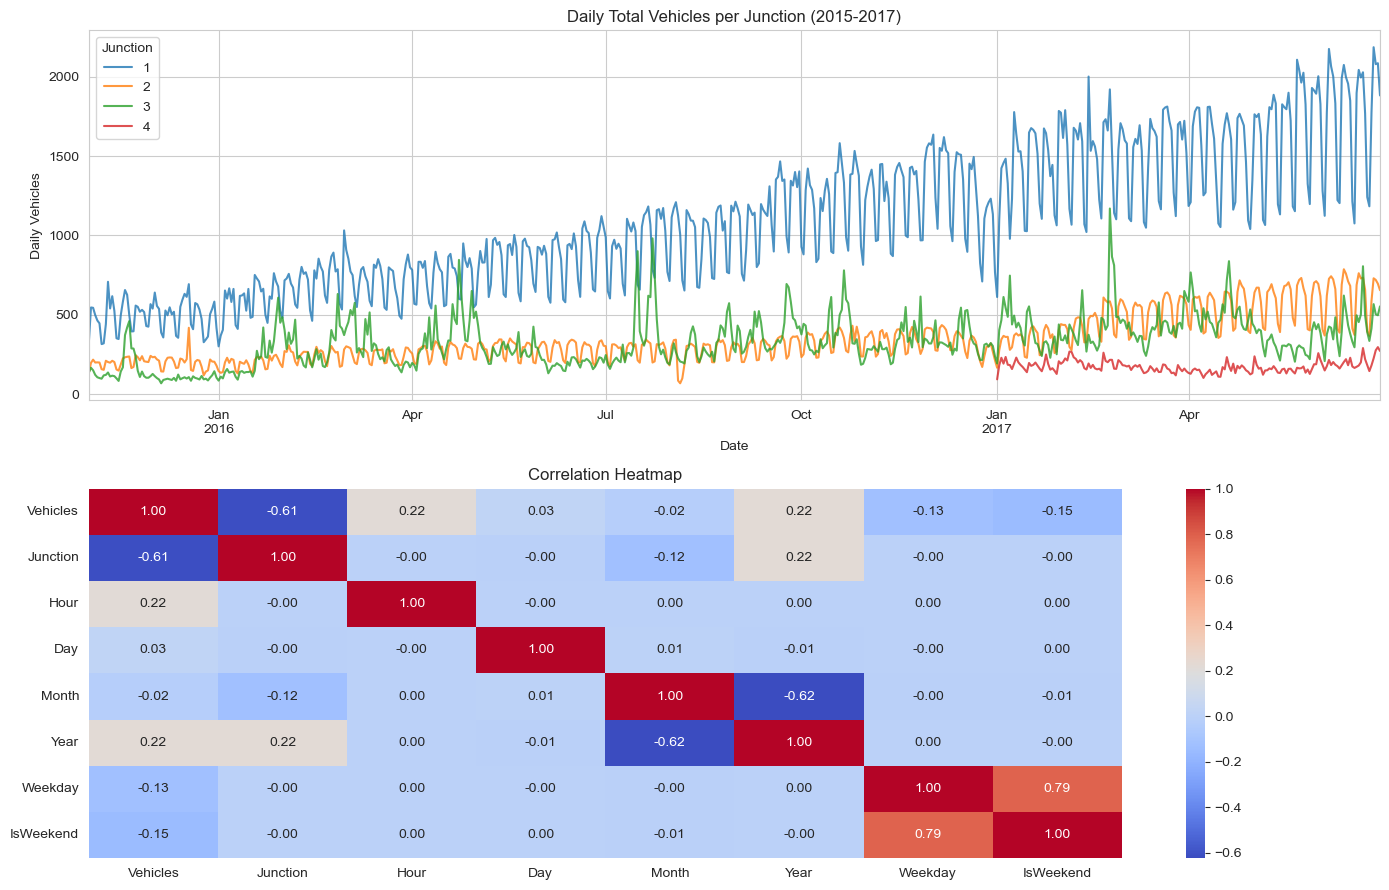 Daily Total Vehicles per Junction (2015-2017)
Junction
1
2
3
4
Daily Vehicles
2000
1500
1000
500
0
Jan
2016
Apr
Jul
Oct
Jan
2017
Apr
Date
Correlation Heatmap
Vehicles 1.00 -0.61 0.22 0.03 -0.02 0.22 -0.13 -0.15
Junction -0.61 1.00 -0.00 -0.00 -0.12 0.22 -0.00 -0.00
Hour 0.22 -0.00 1.00 -0.00 0.00 0.00 0.00 0.00
Day 0.03 -0.00 -0.00 1.00 0.01 -0.01 -0.00 0.00
Month -0.02 -0.12 0.00 0.01 1.00 -0.62 -0.00 -0.01
Year 0.22 0.22 0.00 -0.01 -0.62 1.00 0.00 -0.00
Weekday -0.13 -0.00 0.00 -0.00 -0.00 0.00 1.00 0.79
IsWeekend -0.15 -0.00 0.00 0.00 -0.01 -0.00 0.79 1.00
Vehicles Junction Hour Day Month Year Weekday IsWeekend
1.0
0.8
0.6
0.4
0.2
0.0
−0.2
−0.4
−0.6